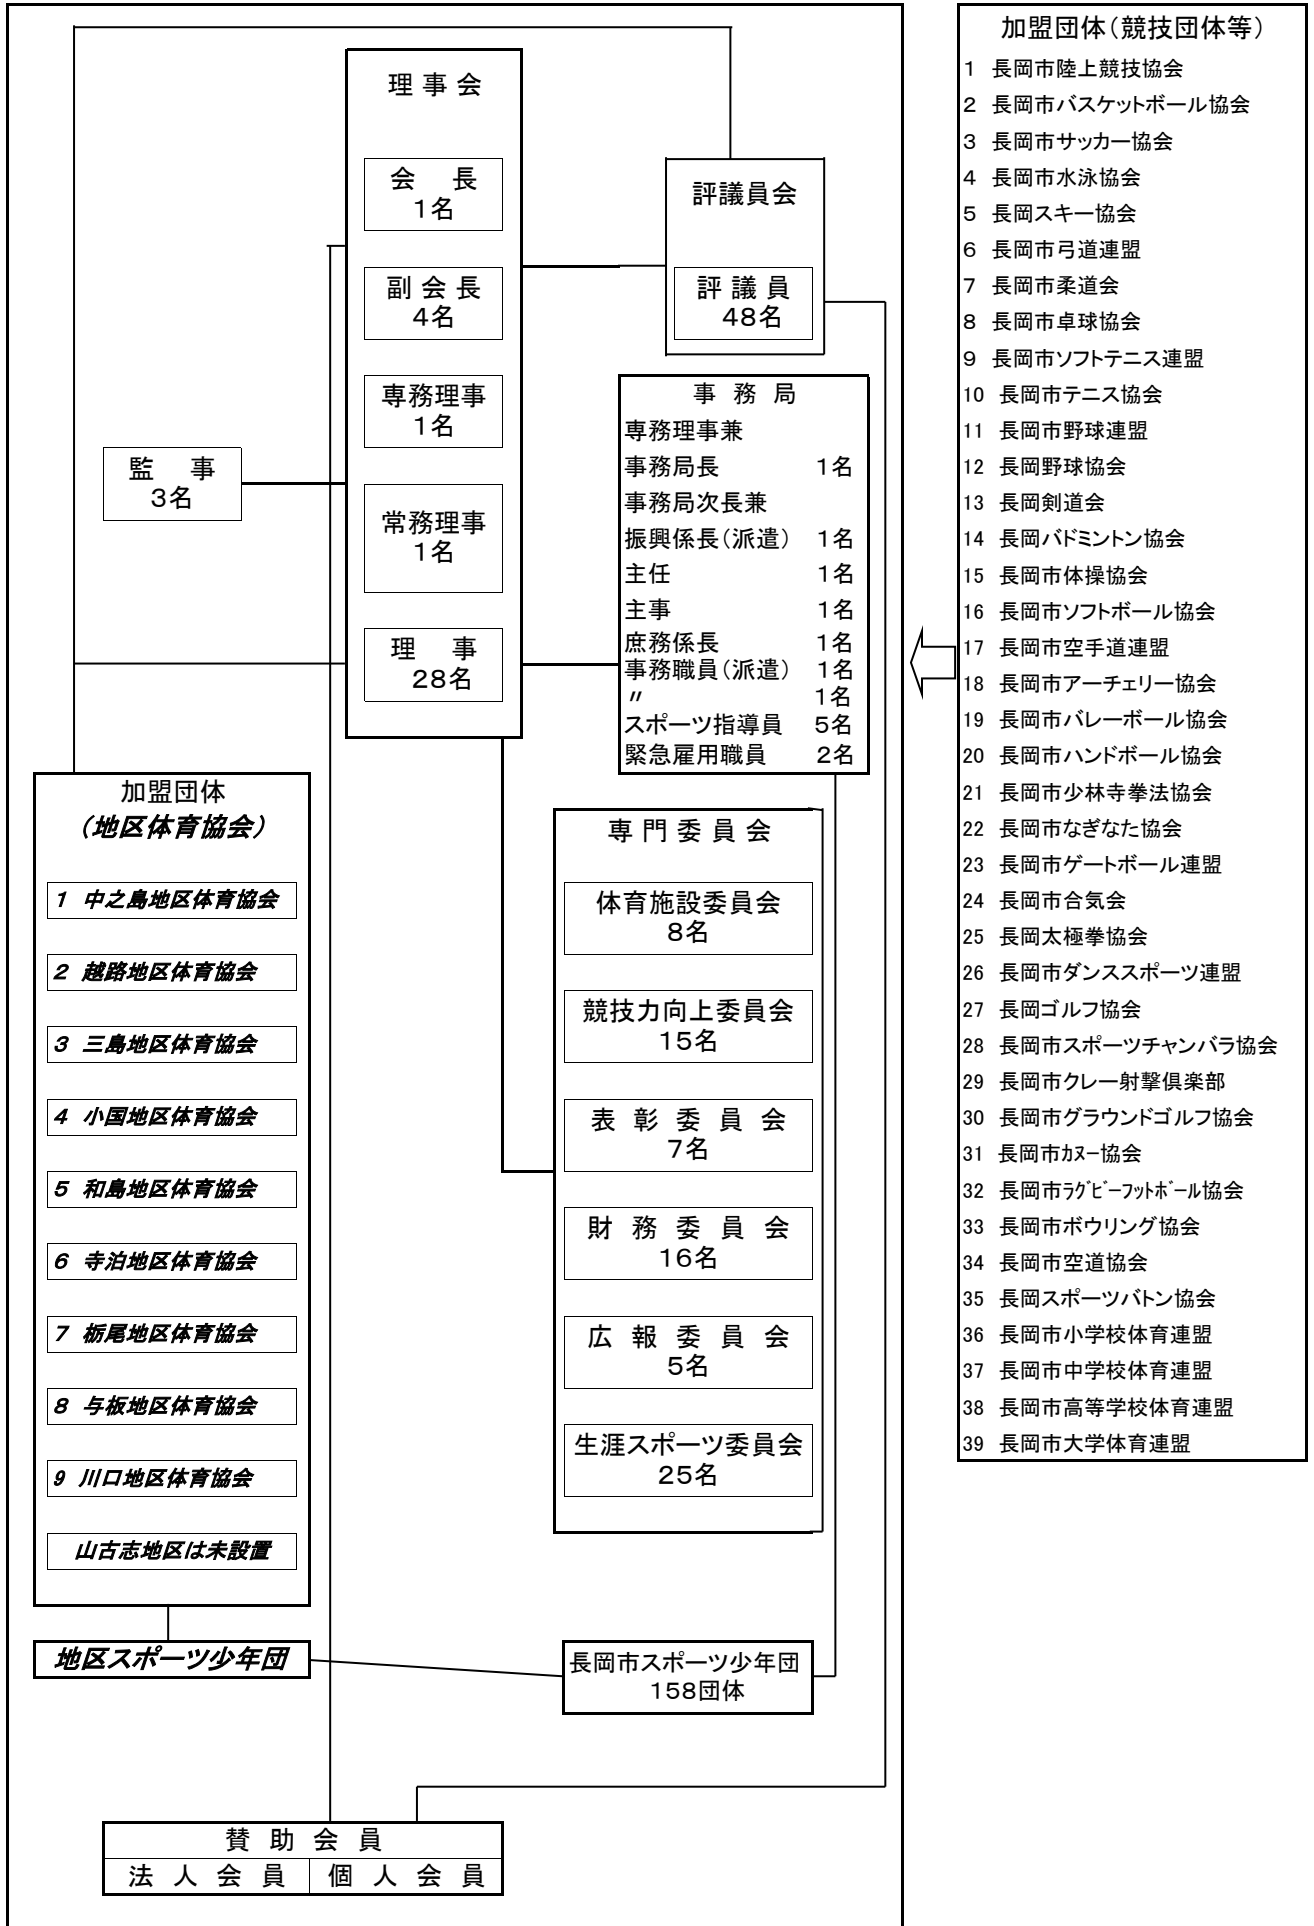 理事会
会 長
1名
副会長
4名
専務理事
1名
常務理事
1名
理 事
28名
監 事
3名
評議員会
評議員
48名
事 務 局
専務理事兼
事務局長 1名
事務局次長兼
振興係長(派遣) 1名
主任 1名
主事 1名
庶務係長 1名
事務職員(派遣) 1名
〃 1名
スポーツ指導員 5名
緊急雇用職員 2名
加盟団体
(地区体育協会)
1 中之島地区体育協会
2 越路地区体育協会
3 三島地区体育協会
4 小国地区体育協会
5 和島地区体育協会
6 寺泊地区体育協会
7 栃尾地区体育協会
8 与板地区体育協会
9 川口地区体育協会
山古志地区は未設置
地区スポーツ少年団
専門委員会
体育施設委員会
8名
競技力向上委員会
15名
表彰委員会
7名
財務委員会
16名
広報委員会
5名
生涯スポーツ委員会
25名
長岡市スポーツ少年団
158団体
賛助会員
法人会員 個人会員
加盟団体(競技団体等)
1 長岡市陸上競技協会
2 長岡市バスケットボール協会
3 長岡市サッカー協会
4 長岡市水泳協会
5 長岡スキー協会
6 長岡市弓道連盟
7 長岡市柔道会
8 長岡市卓球協会
9 長岡市ソフトテニス連盟
10 長岡市テニス協会
11 長岡市野球連盟
12 長岡野球協会
13 長岡剣道会
14 長岡バドミントン協会
15 長岡市体操協会
16 長岡市ソフトボール協会
17 長岡市空手道連盟
18 長岡市アーチェリー協会
19 長岡市バレーボール協会
20 長岡市ハンドボール協会
21 長岡市少林寺拳法協会
22 長岡市なぎなた協会
23 長岡市ゲートボール連盟
24 長岡市合気会
25 長岡太極拳協会
26 長岡市ダンススポーツ連盟
27 長岡ゴルフ協会
28 長岡市スポーツチャンバラ協会
29 長岡市クレー射撃倶楽部
30 長岡市グラウンドゴルフ協会
31 長岡市ｶﾇｰ協会
32 長岡市ﾗｸﾞﾋﾞｰﾌｯﾄﾎﾞｰﾙ協会
33 長岡市ボウリング協会
34 長岡市空道協会
35 長岡スポーツバトン協会
36 長岡市小学校体育連盟
37 長岡市中学校体育連盟
38 長岡市高等学校体育連盟
39 長岡市大学体育連盟